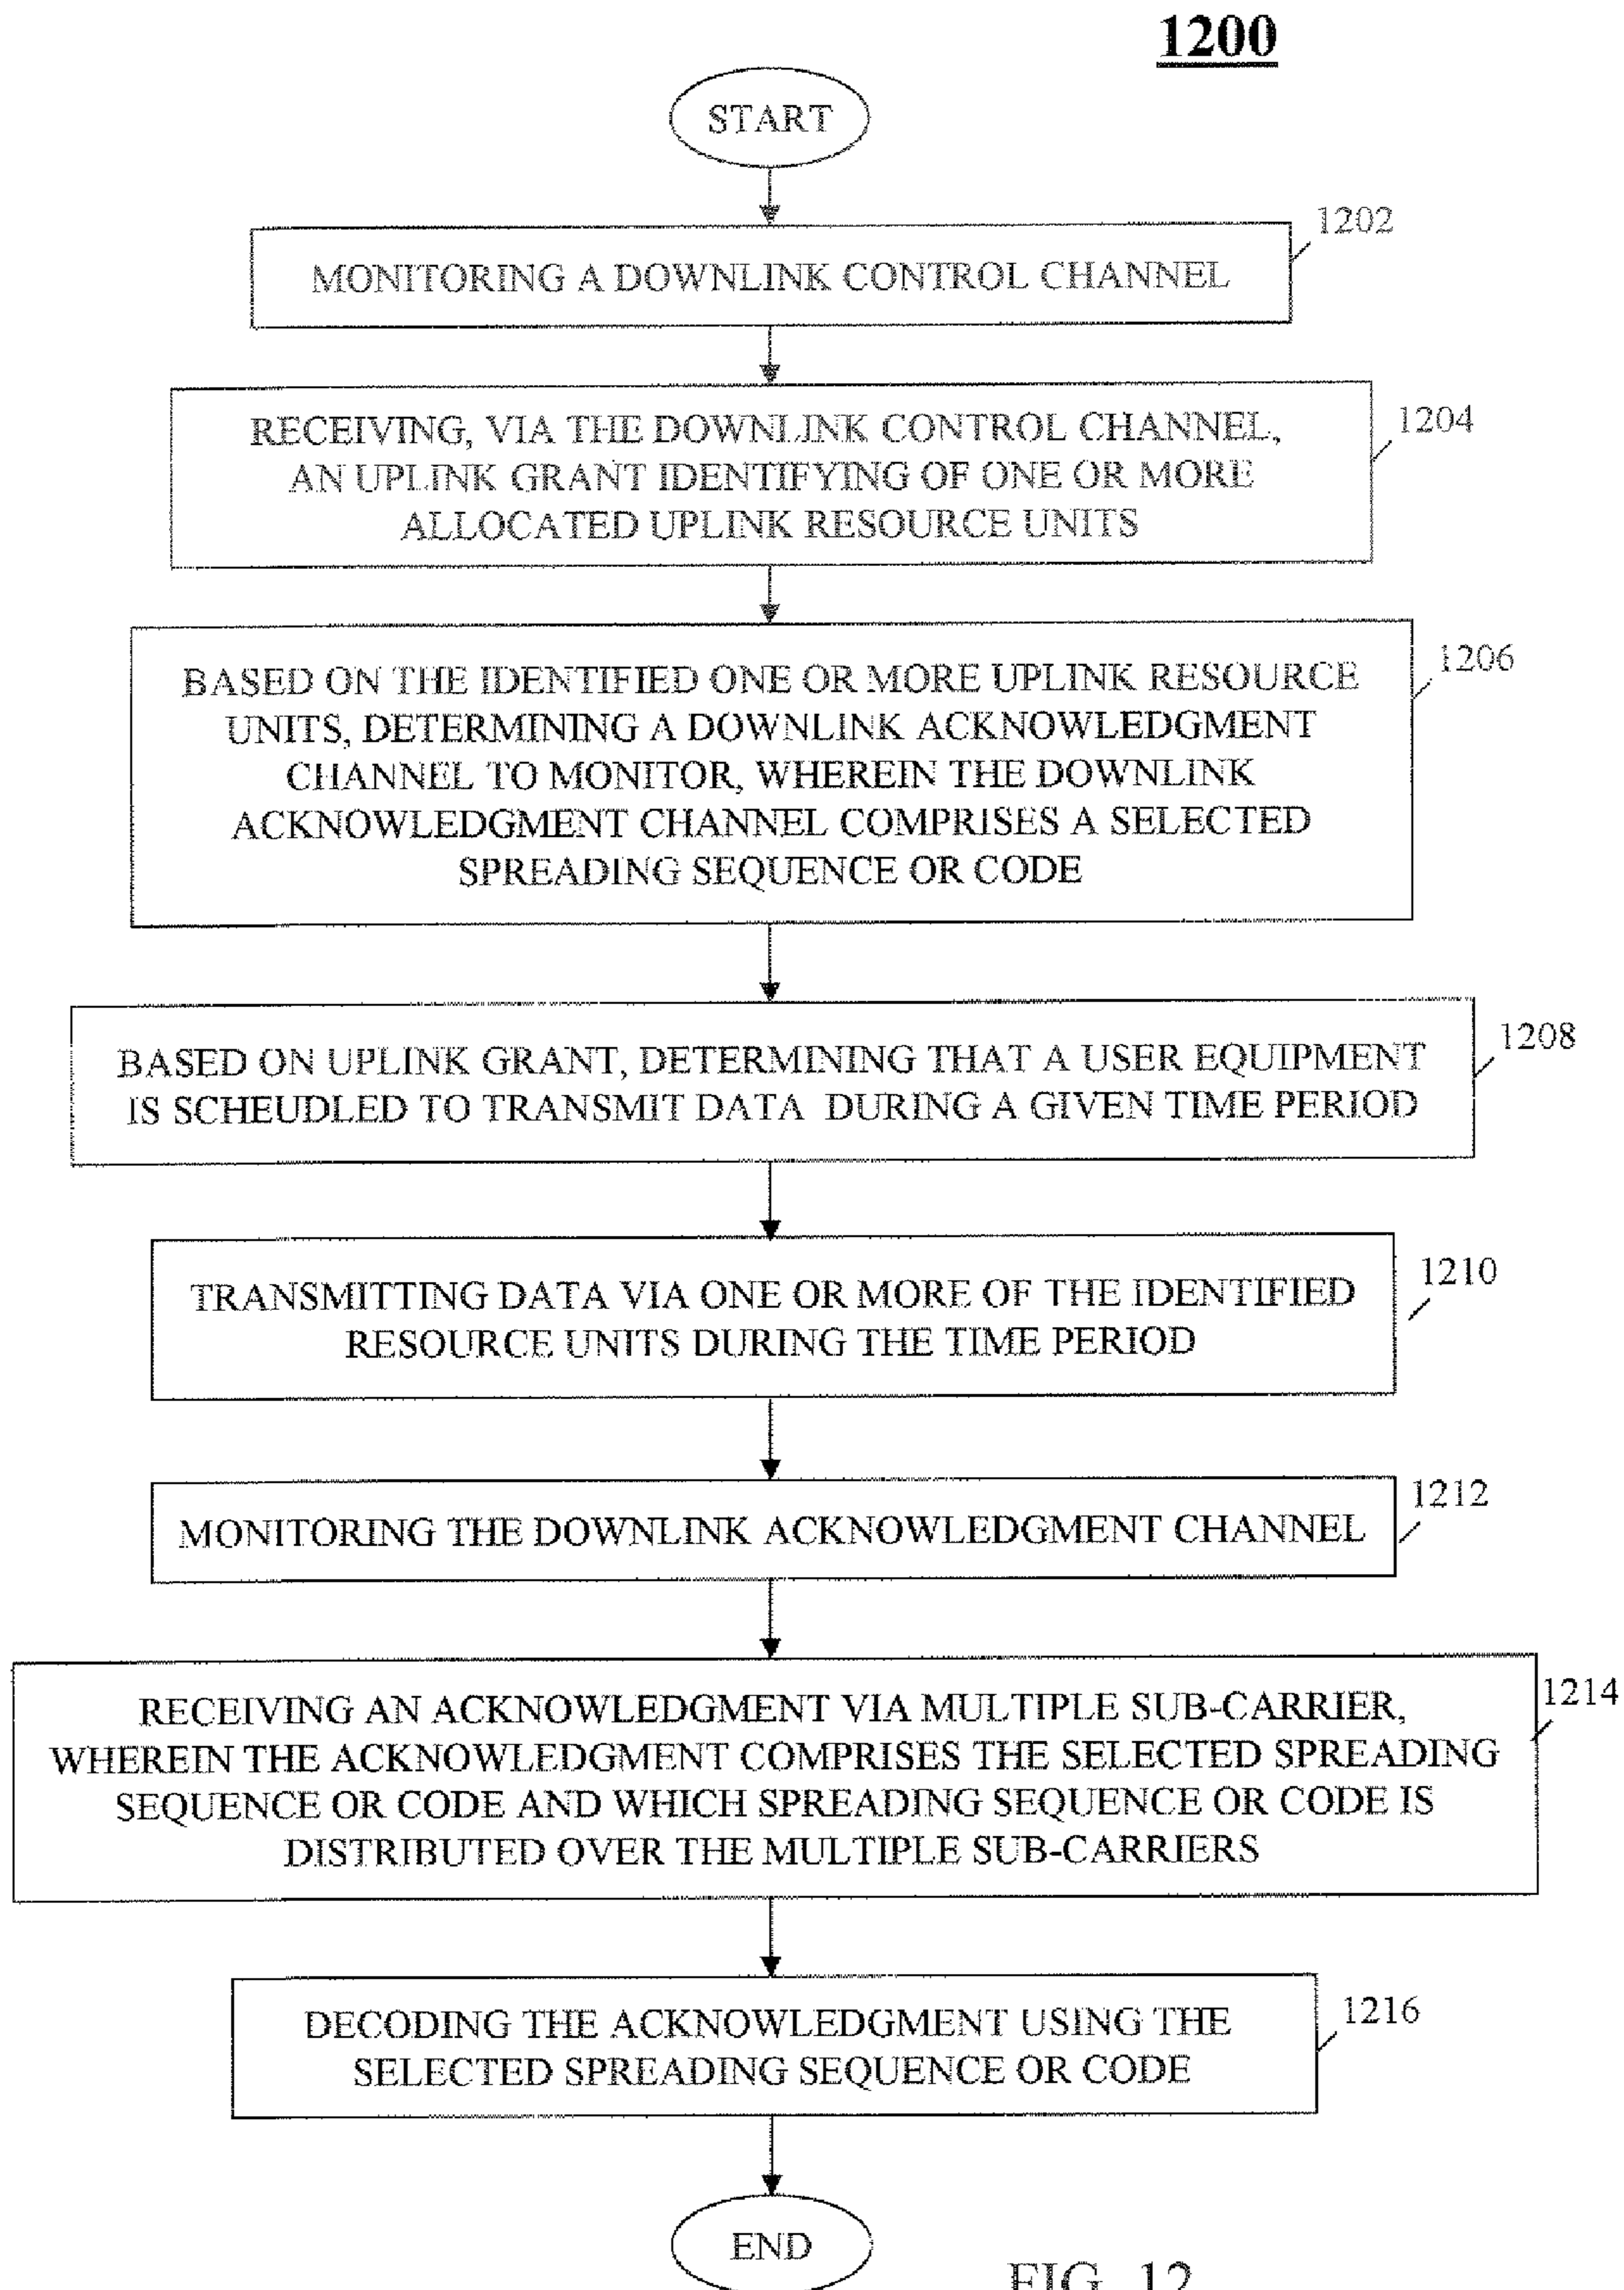 1200
START
1202
MONITORING A DOWNLINK CONTROL CHANNEL
1204
RECEIVING, VIA THE DOWNLINK CONTROL CHANNEL,
AN UPLINK GRANT IDENTIFYING OF ONE OR MORE
ALLOCATED UPLINK RESOURCE UNITS
1206
BASED ON THE IDENTIFIED ONE OR MORE UPLINK RESOURCE
UNITS, DETERMINING A DOWNLINK ACKNOWLEDGMENT
CHANNEL TO MONITOR, WHEREIN THE DOWNLINK
ACKNOWLEDGMENT CHANNEL COMPRISES A SELECTED
SPREADING SEQUENCE OR CODE
1208
BASED ON UPLINK GRANT, DETERMINING THAT A USER EQUIPMENT
IS SCHEUDLED TO TRANSMIT DATA DURING A GIVEN TIME PERIOD
1210
TRANSMITTING DATA VIA ONE OR MORE OF THE IDENTIFIED
RESOURCE UNITS DURING THE TIME PERIOD
1212
MONITORING THE DOWNLINK ACKNOWLEDGMENT CHANNEL
1214
RECEIVING AN ACKNOWLEDGMENT VIA MULTIPLE SUB-CARRIER,
WHEREIN THE ACKNOWLEDGMENT COMPRISES THE SELECTED SPREADING
SEQUENCE OR CODE AND WHICH SPREADING SEQUENCE OR CODE IS
DISTRIBUTED OVER THE MULTIPLE SUB-CARRIERS
1216
DECODING THE ACKNOWLEDGMENT USING THE
SELECTED SPREADING SEQUENCE OR CODE
END
FIG. 12